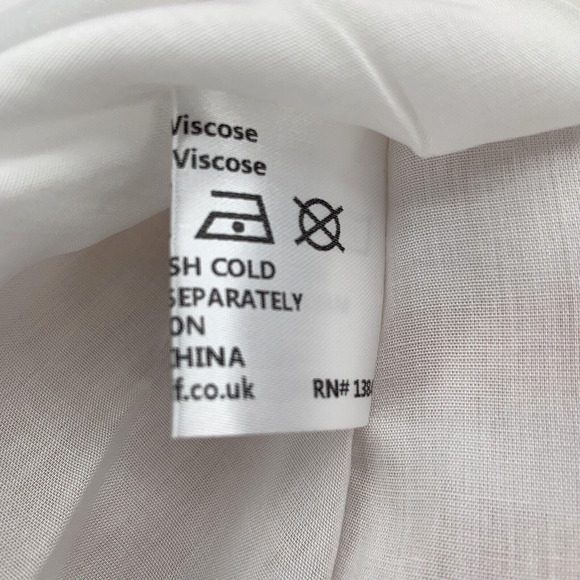 Viscose
Viscose
SH COLD
SEPARATELY
ON
CHINA
f.co.uk RN# 138